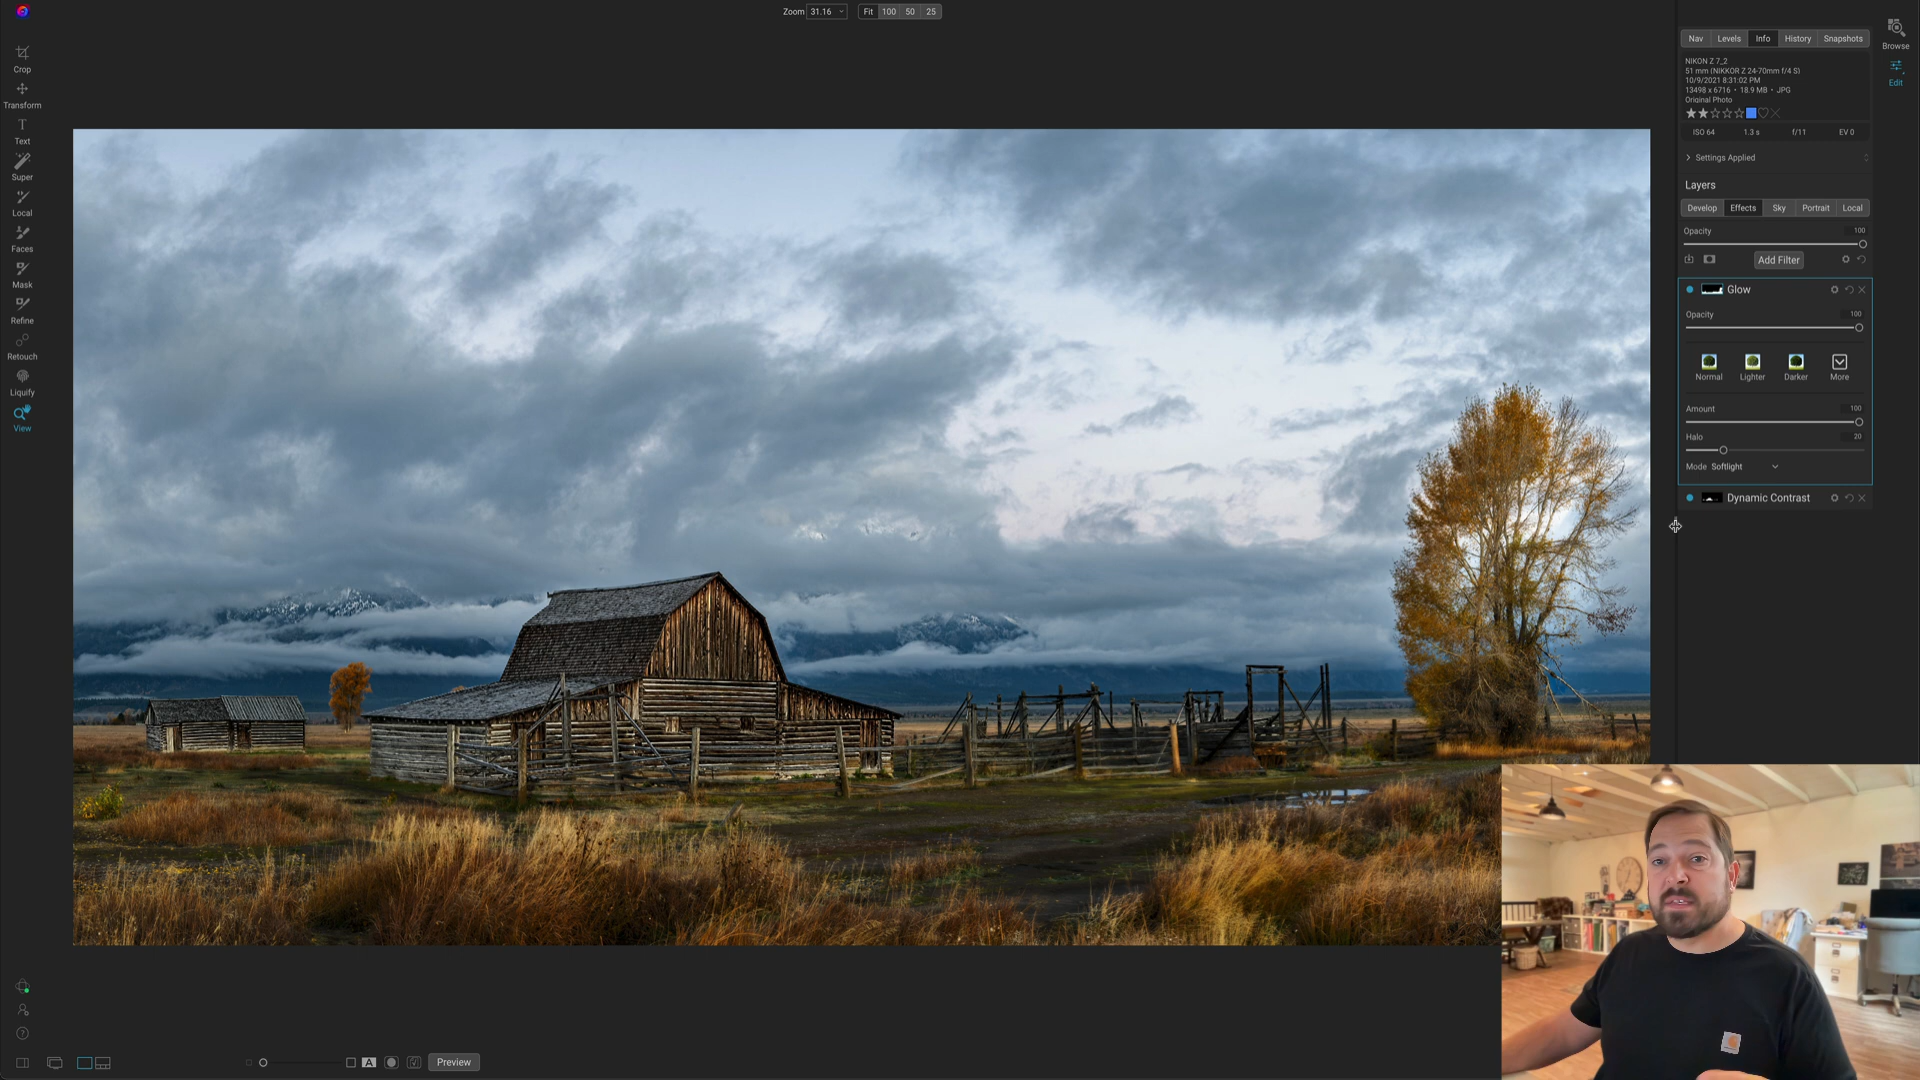 Zoom 31.16 Fit 100 50 25
Crop
Transform
Text
Super
Local
Faces
Mask
Refine
Retouch
Liquify
View
A
Preview
Nav Levels Info History Snapshots
NIKON Z 7_2
51 mm (NIKKOR Z 24-70mm f/4 S)
10/9/2021 8:31:02 PM
13498 x 6716 • 18.9 MB • JPG
Original Photo
ISO 64 1.3 s f/11 EV 0
Settings Applied
Layers
Develop Effects Sky Portrait Local
Opacity 100
Add Filter
Glow
Opacity 100
Normal Lighter Darker More
Amount 100
Halo 20
Mode Softlight
Dynamic Contrast
Browse
Edit